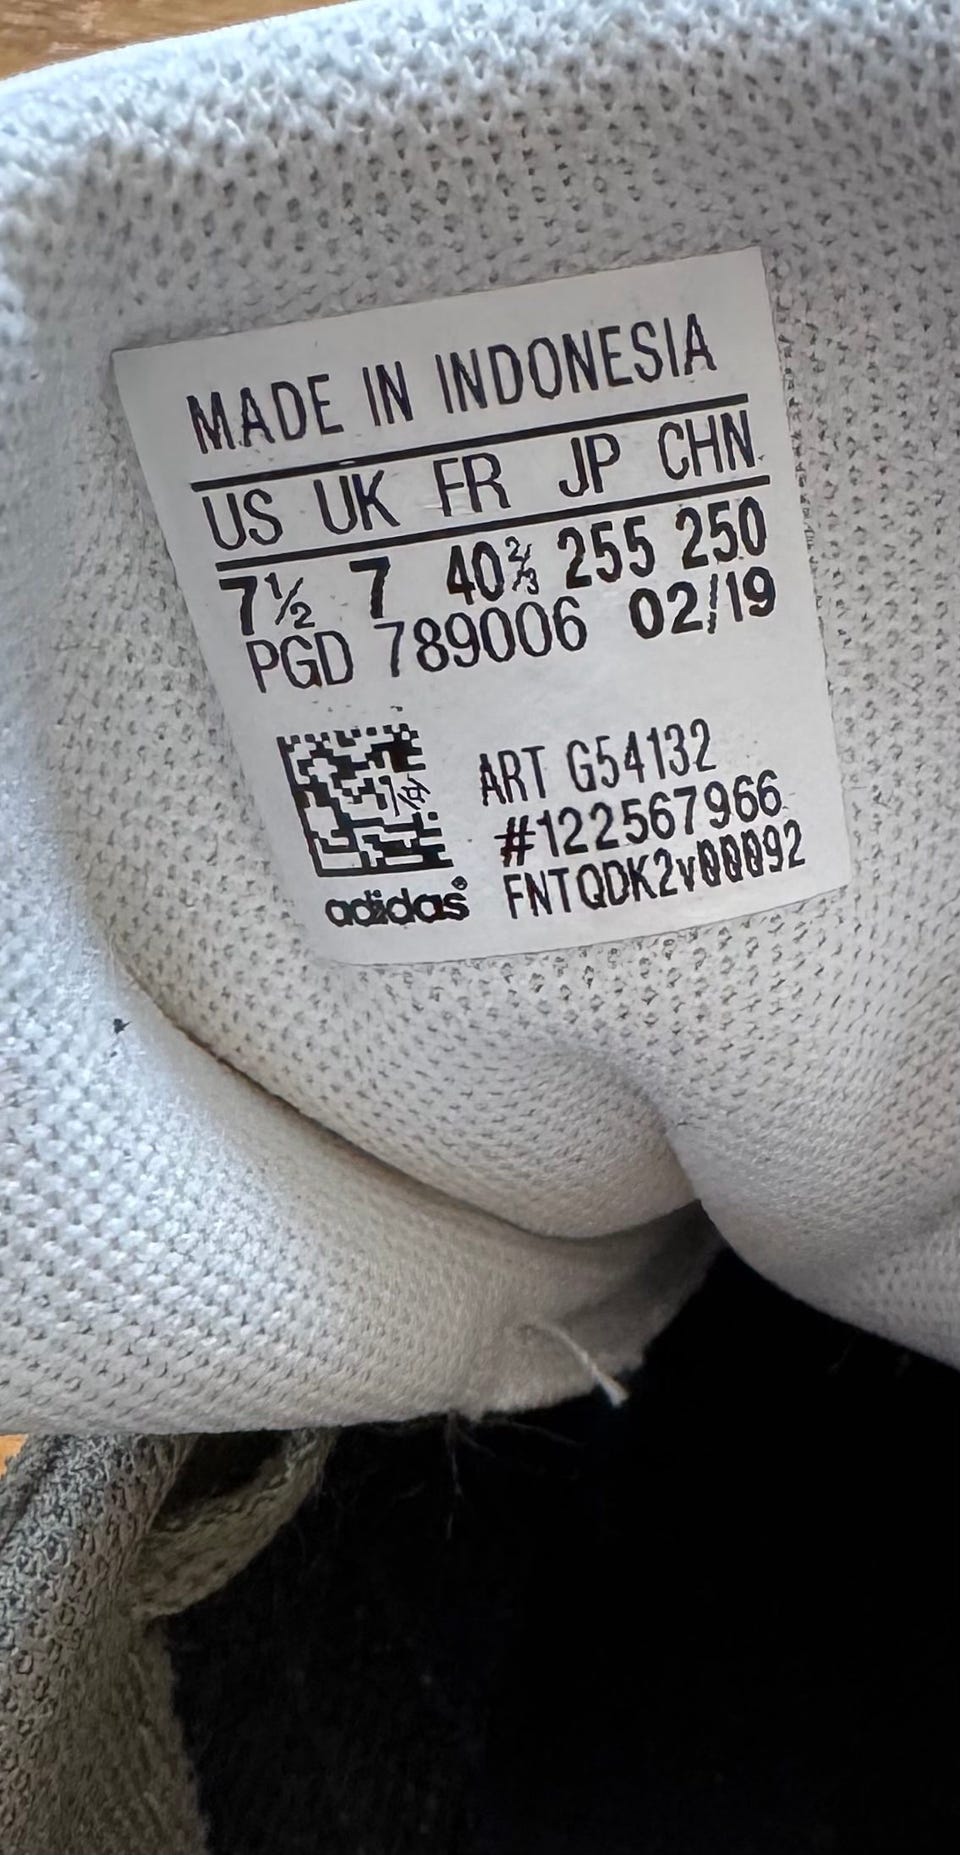 MADE IN INDONESIA
US UK FR JP CHN
7½ 7 40⅔ 255 250
PGD 789006 02/19
ART G54132
#122567966
adidas® FNTQDK2v00092